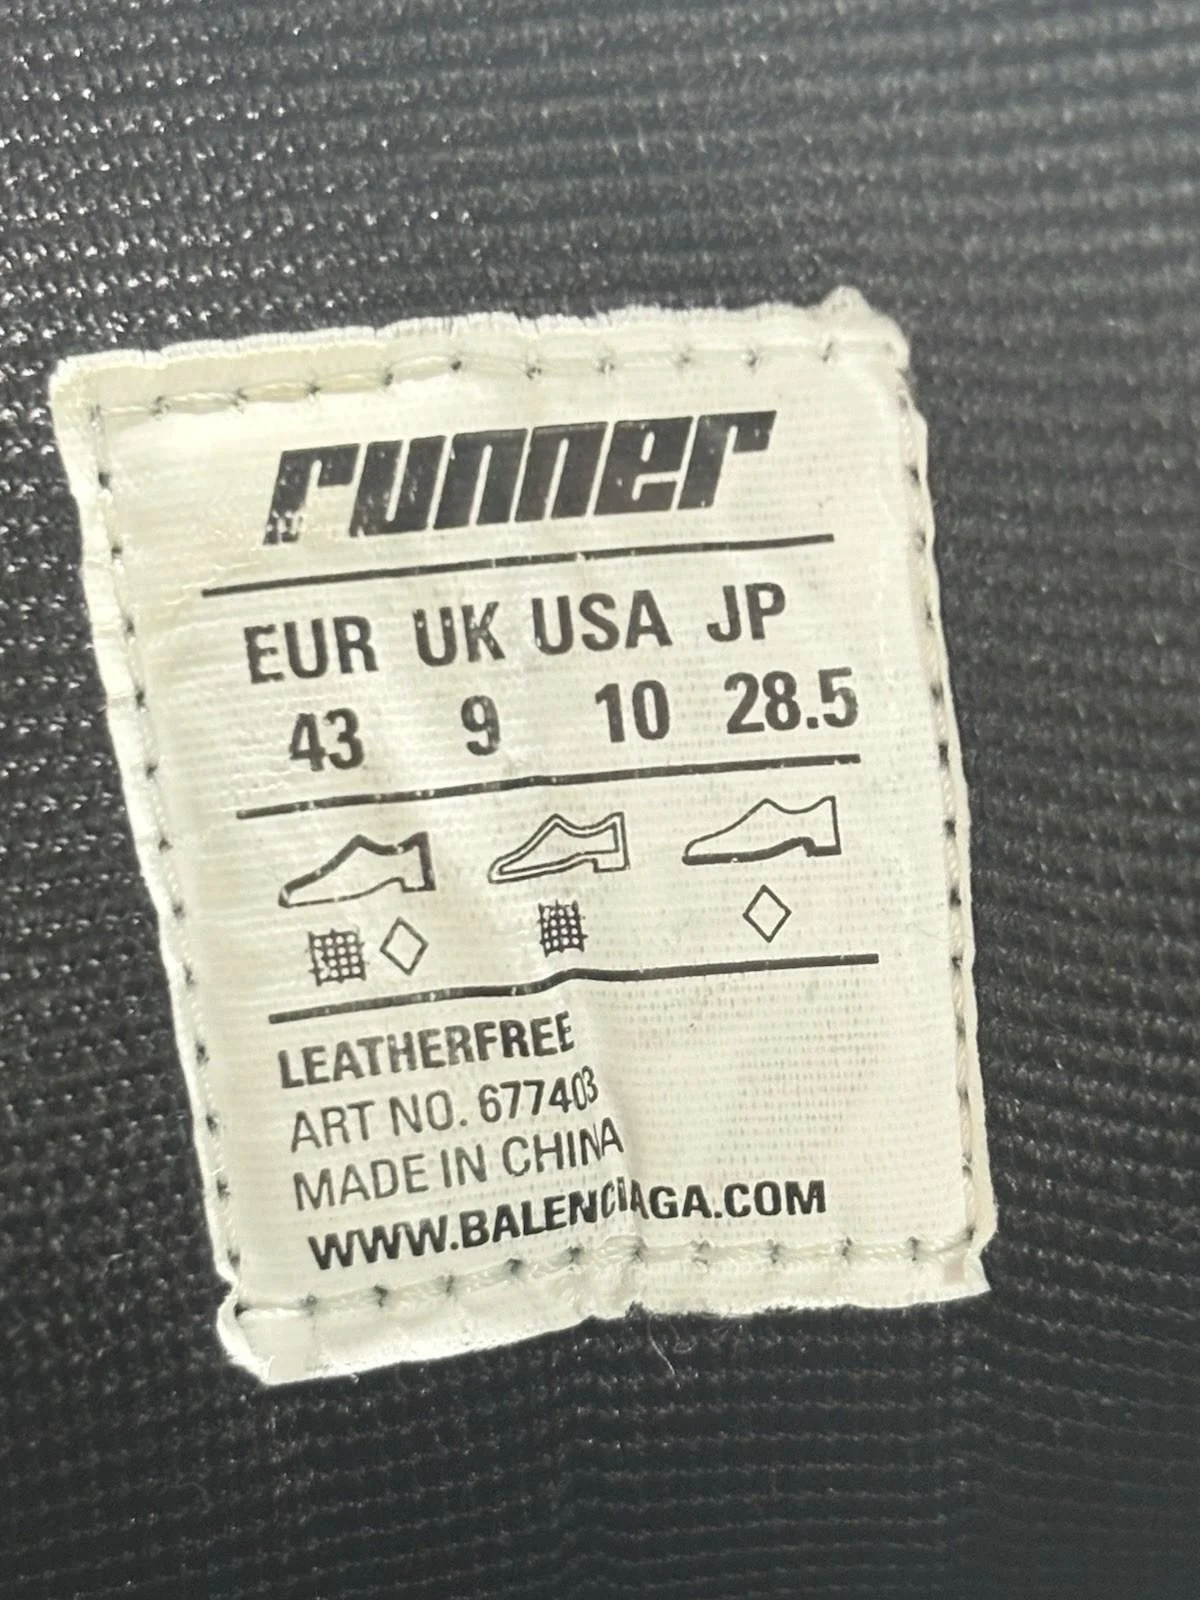 runner
EUR UK USA JP
43 9 10 28.5
LEATHERFREE
ART NO. 677403
MADE IN CHINA
WWW.BALENCIAGA.COM